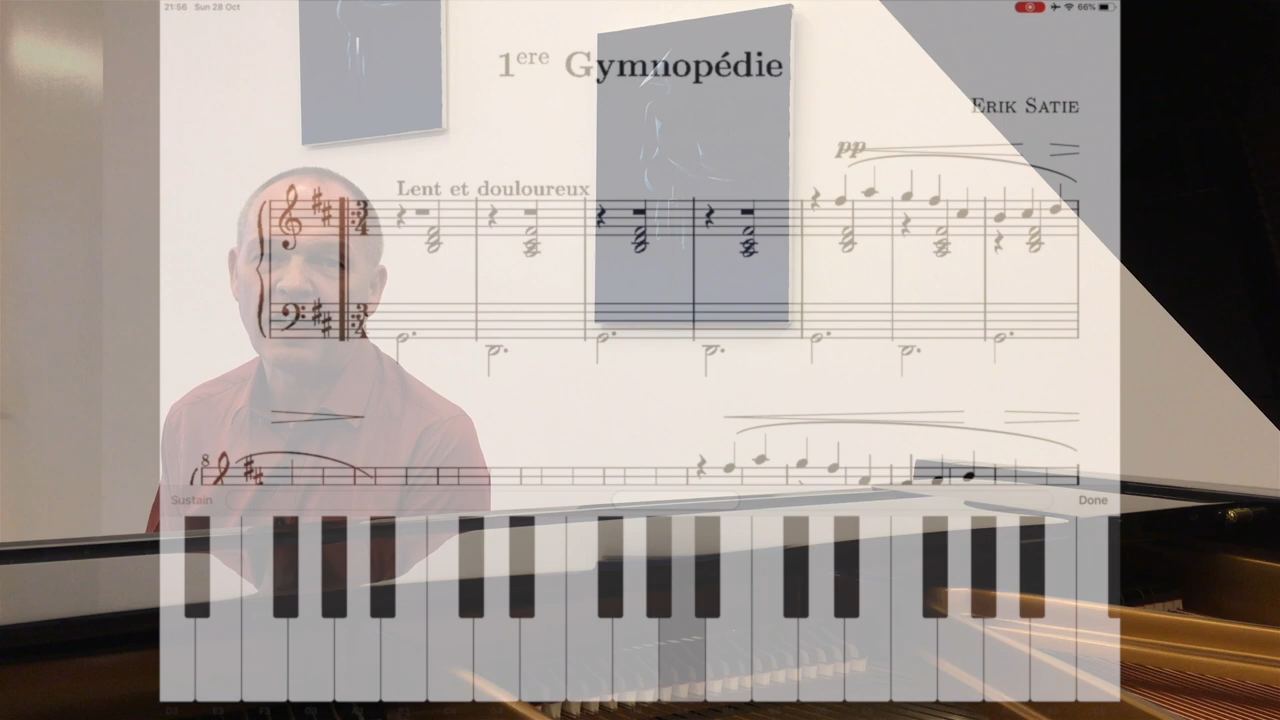 21:56 Sun 28 Oct 66%
1ere Gymnopédie
ERIK SATIE
pp
Lent et douloureux
8
Sustain Done